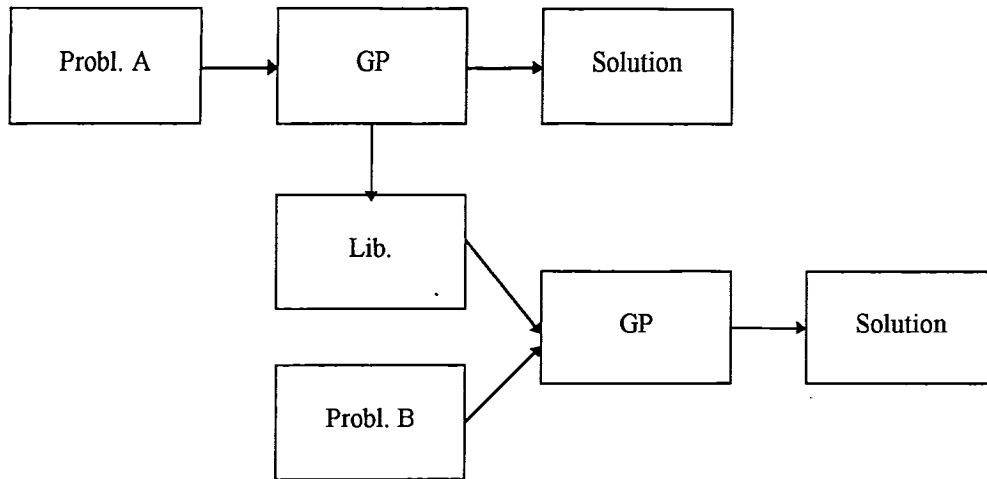 Probl. A
GP
Solution
Lib.
GP
Solution
Probl. B